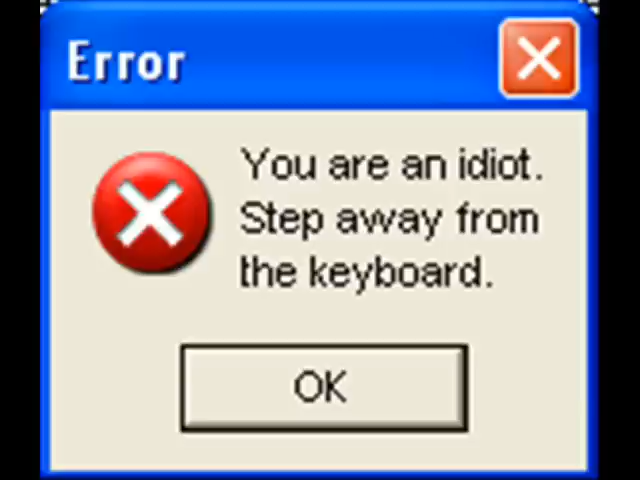 Error
You are an idiot.
Step away from
the keyboard.
OK